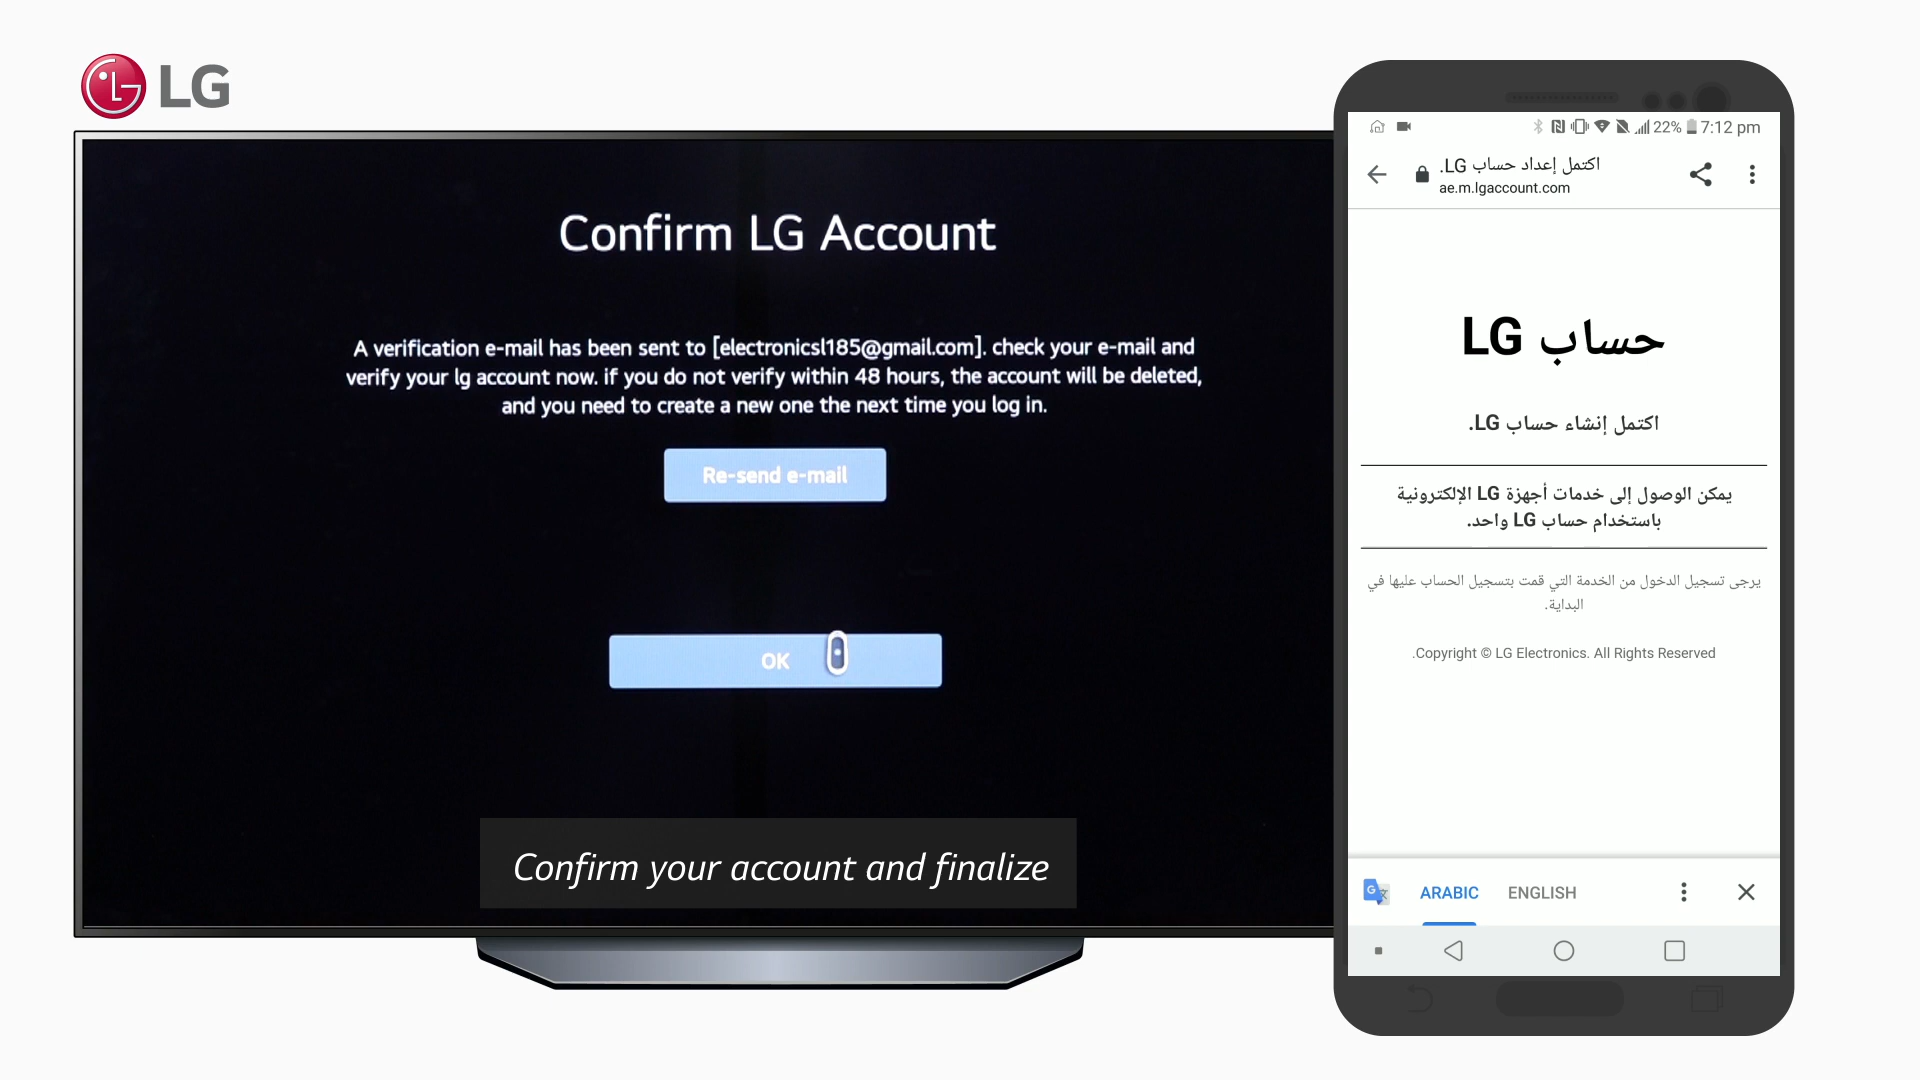 LG
Confirm LG Account
A verification e-mail has been sent to [electronicsl185@gmail.com]. check your e-mail and
verify your lg account now. if you do not verify within 48 hours, the account will be deleted,
and you need to create a new one the next time you log in.
Re-send e-mail
OK
Confirm your account and finalize
22% 7:12 pm
اكتمل إعداد حساب LG.
ae.m.lgaccount.com
حساب LG
اكتمل إنشاء حساب LG.
يمكن الوصول إلى خدمات أجهزة LG الإلكترونية
باستخدام حساب LG واحد.
يرجى تسجيل الدخول من الخدمة التي قمت بتسجيل الحساب عليها في
البداية.
.Copyright © LG Electronics. All Rights Reserved
ARABIC ENGLISH